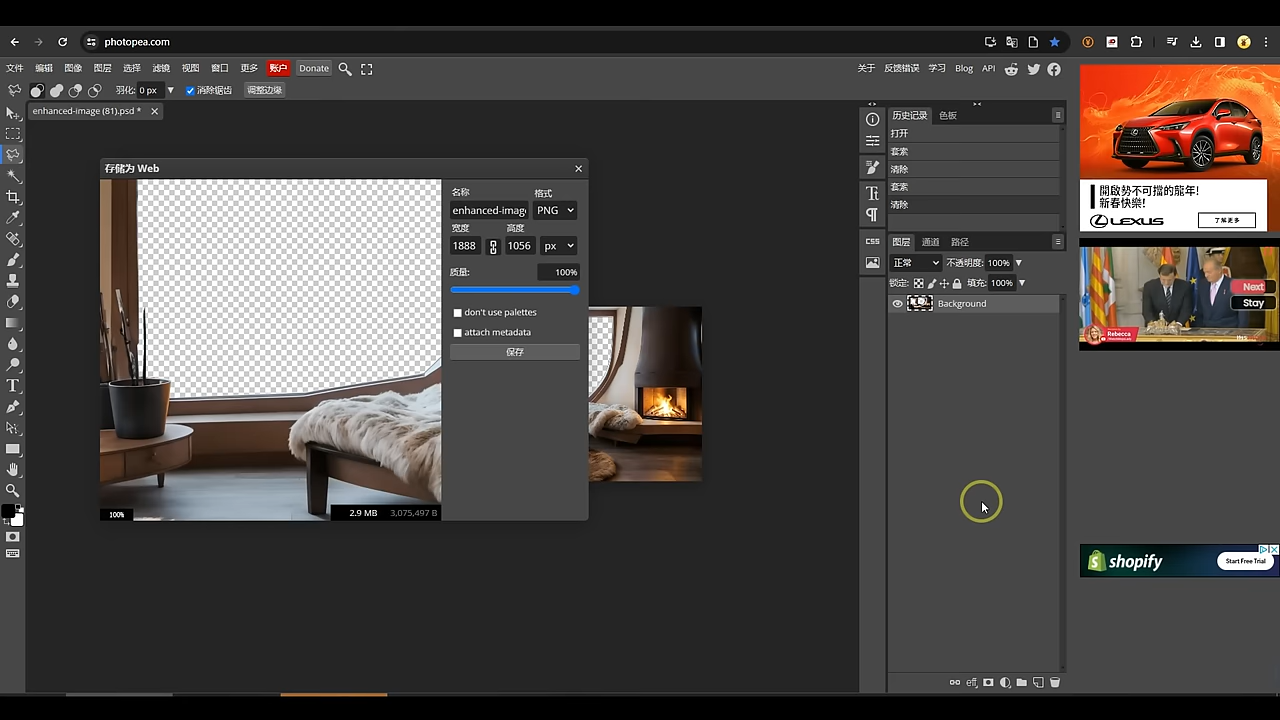 photopea.com
文件 编辑 图像 图层 选择 滤镜 视图 窗口 更多 账户 Donate
关于 反馈错误 学习 Blog API
羽化: 0 px 消除锯齿 调整边缘
enhanced-image (81).psd *
存储为 Web
名称 格式
enhanced-imag PNG
宽度 高度
1888 1056 px
质量: 100%
don't use palettes
attach metadata
保存
100%
2.9 MB 3,075,497 B
CSS
历史记录 色板
打开
套索
清除
套索
清除
图层 通道 路径
正常 不透明度: 100%
锁定: 填充: 100%
Background
eff
開啟势不可擋的龍年!
新春快樂!
LEXUS
了解更多
Next
Stay
Rebecca
shopify
Start Free Trial